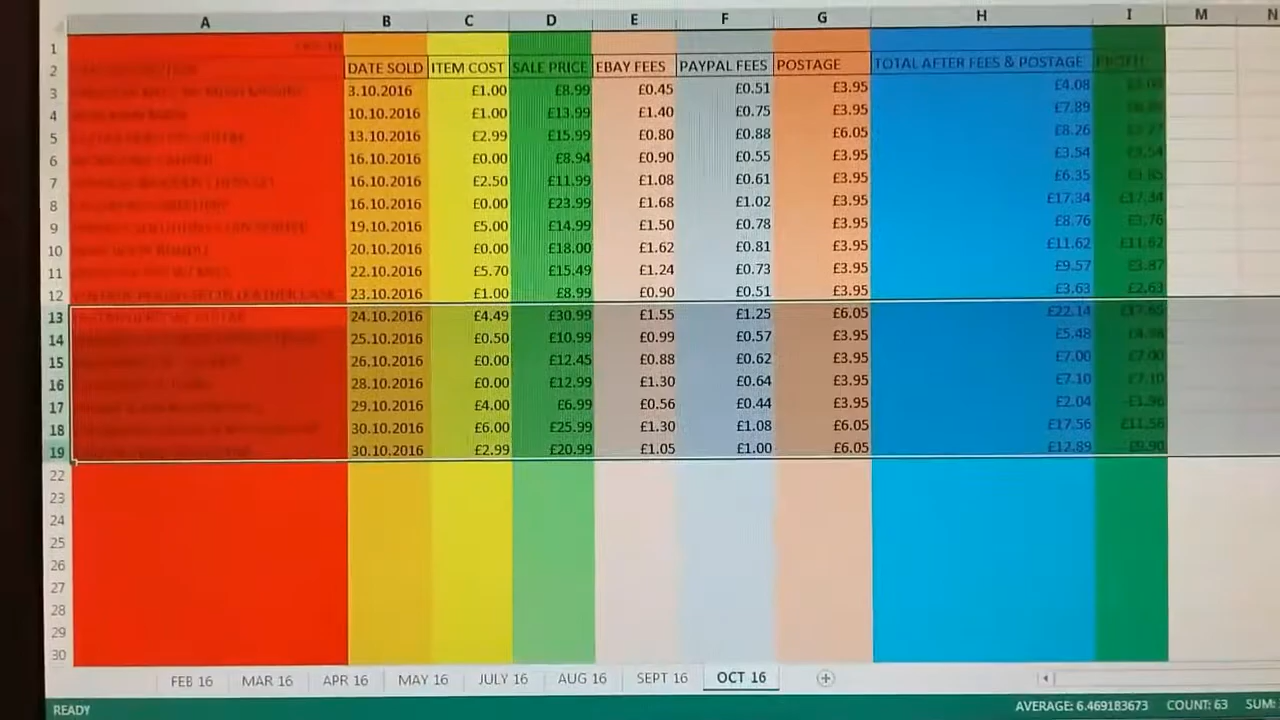 A B C D E F G H I M N
1
2 DATE SOLD ITEM COST SALE PRICE EBAY FEES PAYPAL FEES POSTAGE TOTAL AFTER FEES & POSTAGE PROFIT
3 3.10.2016 £1.00 £8.99 £0.45 £0.51 £3.95 £4.08
4 10.10.2016 £1.00 £13.99 £1.40 £0.75 £3.95 £7.89
5 13.10.2016 £2.99 £15.99 £0.80 £0.88 £6.05 £8.26
6 16.10.2016 £0.00 £8.94 £0.90 £0.55 £3.95 £3.54 £3.54
7 16.10.2016 £2.50 £11.99 £1.08 £0.61 £3.95 £6.35 £3.85
8 16.10.2016 £0.00 £23.99 £1.68 £1.02 £3.95 £17.34 £17.34
9 19.10.2016 £5.00 £14.99 £1.50 £0.78 £3.95 £8.76 £3.76
10 20.10.2016 £0.00 £18.00 £1.62 £0.81 £3.95 £11.62 £11.62
11 22.10.2016 £5.70 £15.49 £1.24 £0.73 £3.95 £9.57 £3.87
12 23.10.2016 £1.00 £8.99 £0.90 £0.51 £3.95 £3.63 £2.63
13 24.10.2016 £4.49 £30.99 £1.55 £1.25 £6.05 £22.14 £17.65
14 25.10.2016 £0.50 £10.99 £0.99 £0.57 £3.95 £5.48 £4.98
15 26.10.2016 £0.00 £12.45 £0.88 £0.62 £3.95 £7.00 £7.00
16 28.10.2016 £0.00 £12.99 £1.30 £0.64 £3.95 £7.10 £7.10
17 29.10.2016 £4.00 £6.99 £0.56 £0.44 £3.95 £2.04 -£1.96
18 30.10.2016 £6.00 £25.99 £1.30 £1.08 £6.05 £17.56 £11.56
19 30.10.2016 £2.99 £20.99 £1.05 £1.00 £6.05 £12.89 £9.90
22
23
24
25
26
27
28
29
30
FEB 16 MAR 16 APR 16 MAY 16 JULY 16 AUG 16 SEPT 16 OCT 16
READY AVERAGE: 6.469183673 COUNT: 63 SUM: